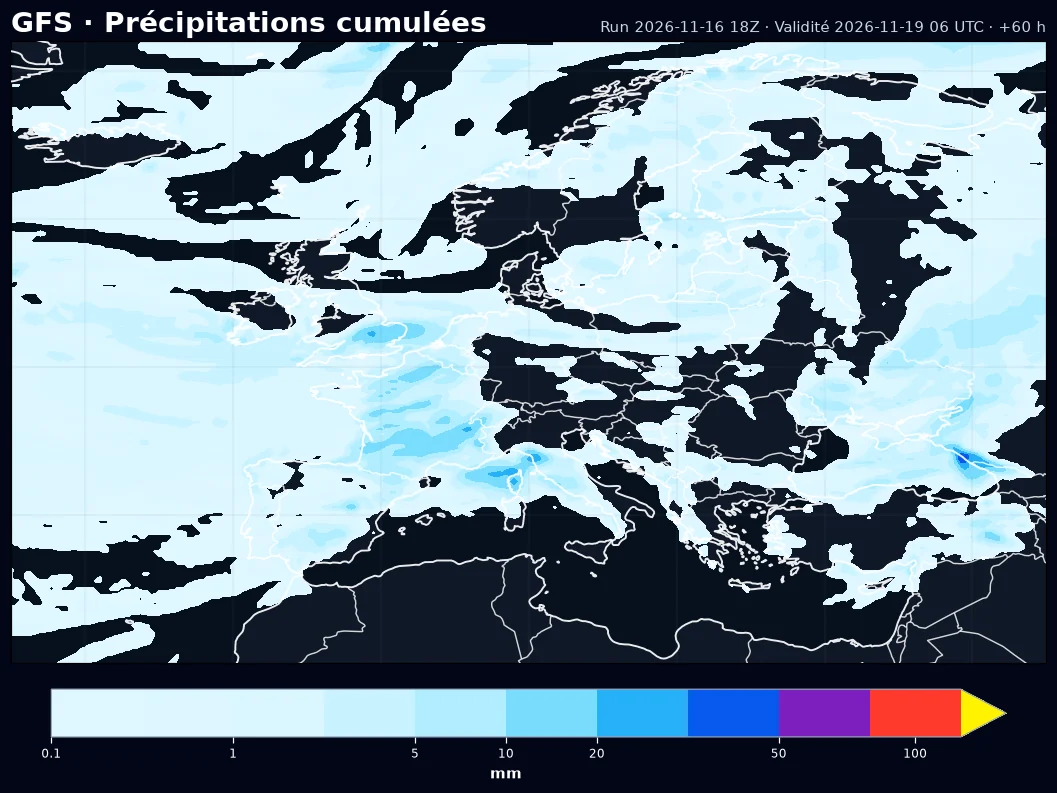 GFS · Précipitations cumulées
Run 2026-11-16 18Z · Validité 2026-11-19 06 UTC · +60 h
0.1 1 5 10 20 50 100
mm